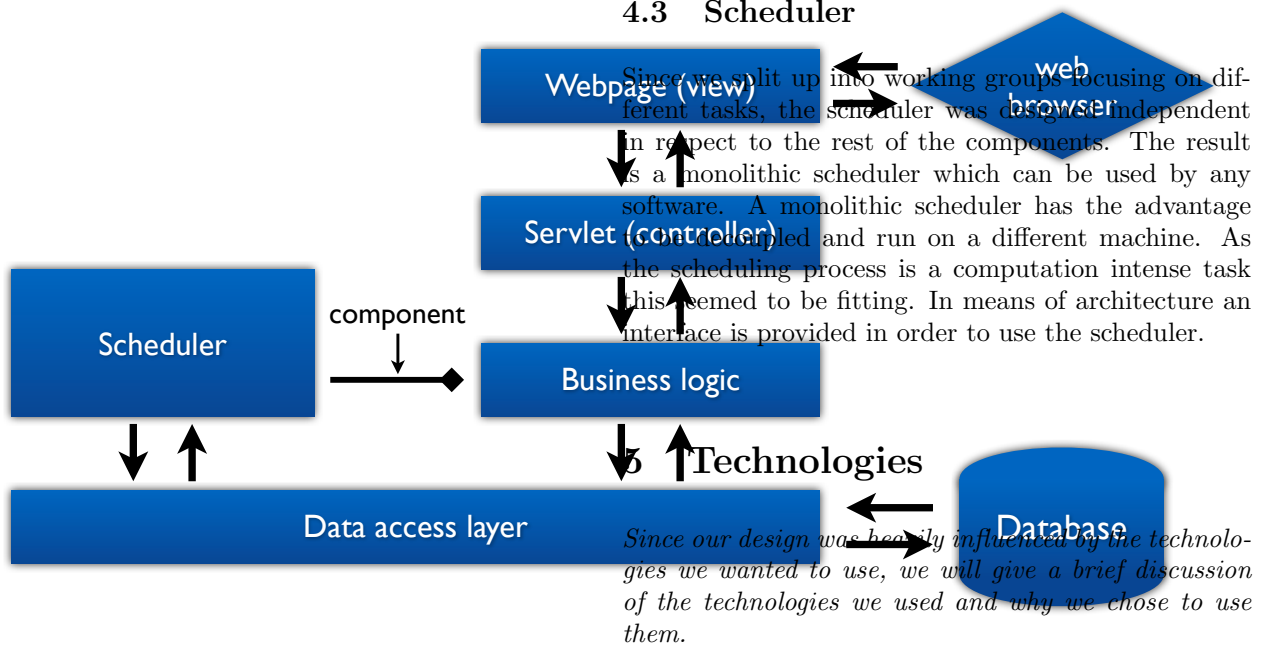 4.3 Scheduler
Webpage (view)
web
browser
Since we split up into working groups focusing on dif-
ferent tasks, the scheduler was designed independent
in respect to the rest of the components. The result
is a monolithic scheduler which can be used by any
software. A monolithic scheduler has the advantage
to be decoupled and run on a different machine. As
the scheduling process is a computation intense task
this seemed to be fitting. In means of architecture an
interface is provided in order to use the scheduler.
Servlet (controller)
component
Scheduler
Business logic
5 Technologies
Data access layer
Database
Since our design was heavily influenced by the technolo-
gies we wanted to use, we will give a brief discussion
of the technologies we used and why we chose to use
them.